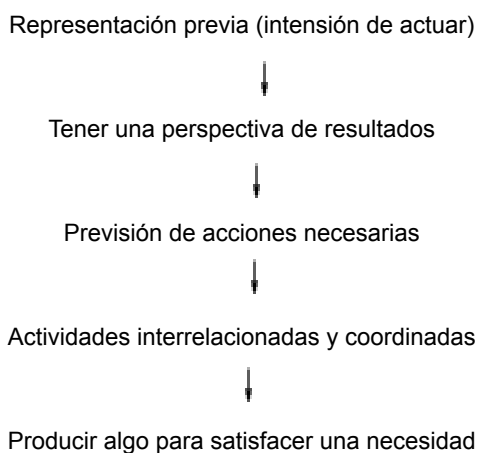 Representación previa (intensión de actuar)
Tener una perspectiva de resultados
Previsión de acciones necesarias
Actividades interrelacionadas y coordinadas
Producir algo para satisfacer una necesidad